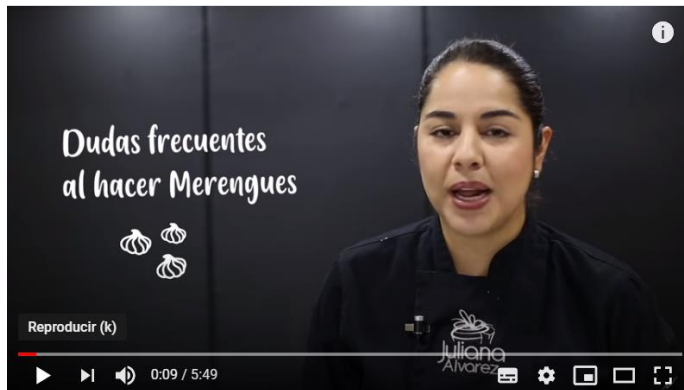 Dudas frecuentes
al hacer Merengues
Reproducir (k)
Juliana
Alvarez
0:09 / 5:49